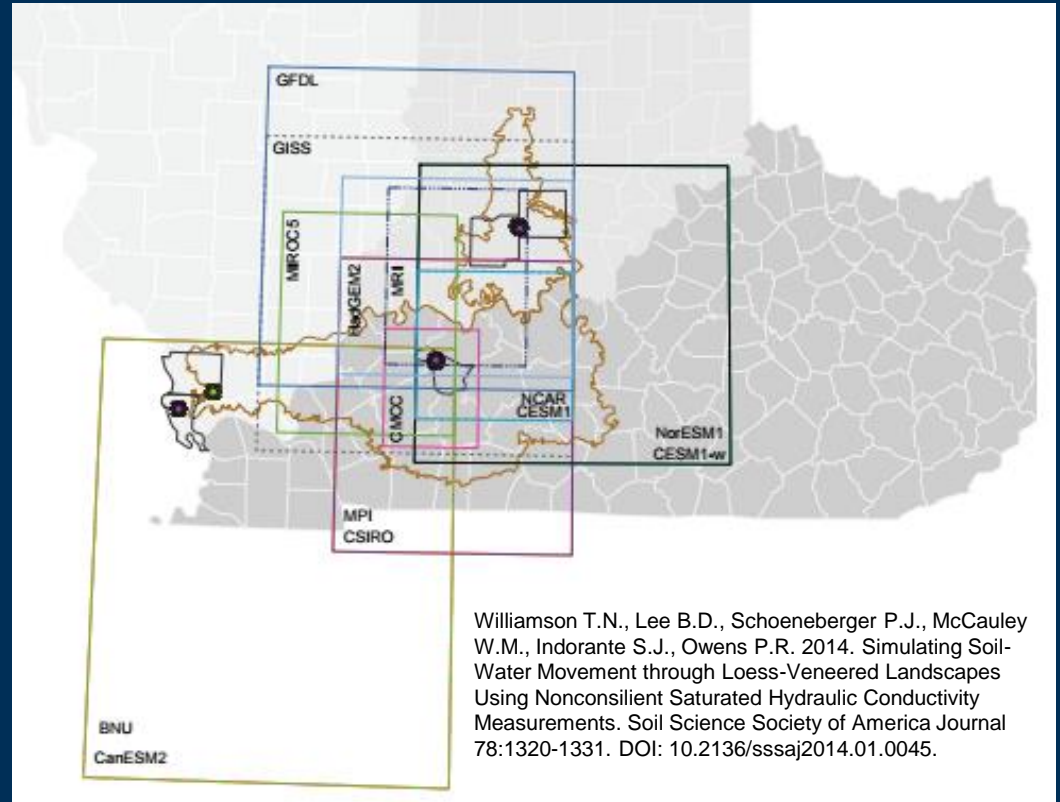 GFDL
GISS
MIROC5
HadGEM2
MRI
CMCC
NCAR
CESM1
NorESM1
CESM1-w
MPI
CSIRO
BNU
CanESM2
Williamson T.N., Lee B.D., Schoeneberger P.J., McCauley
W.M., Indorante S.J., Owens P.R. 2014. Simulating Soil-
Water Movement through Loess-Veneered Landscapes
Using Nonconsilient Saturated Hydraulic Conductivity
Measurements. Soil Science Society of America Journal
78:1320-1331. DOI: 10.2136/sssaj2014.01.0045.